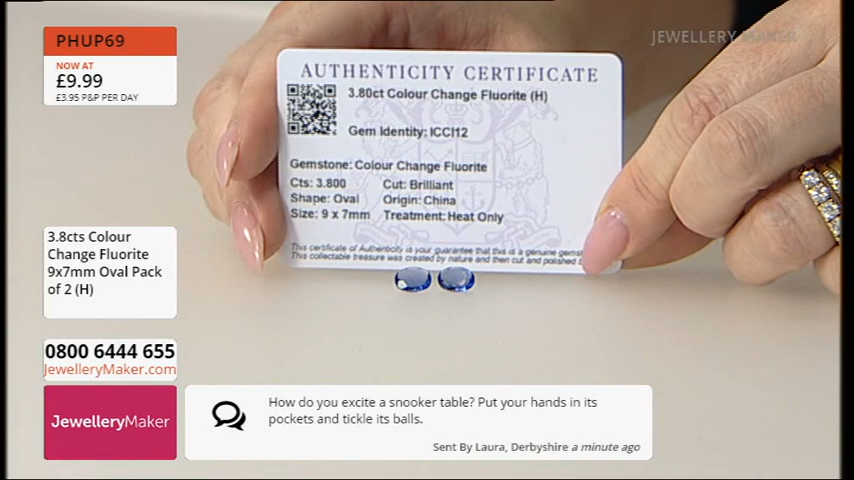 PHUP69
NOW AT
£9.99
£3.95 P&P PER DAY
JEWELLERY MAKER
AUTHENTICITY CERTIFICATE
3.80ct Colour Change Fluorite (H)
Gem Identity: ICCI12
Gemstone: Colour Change Fluorite
Cts: 3.800 Cut: Brilliant
Shape: Oval Origin: China
Size: 9 x 7mm Treatment: Heat Only
This certificate of Authenticity is your guarantee that this is a genuine gems
This collectable treasure was created by nature and then cut and polished
3.8cts Colour
Change Fluorite
9x7mm Oval Pack
of 2 (H)
0800 6444 655
JewelleryMaker.com
JewelleryMaker
How do you excite a snooker table? Put your hands in its
pockets and tickle its balls.
Sent By Laura, Derbyshire a minute ago